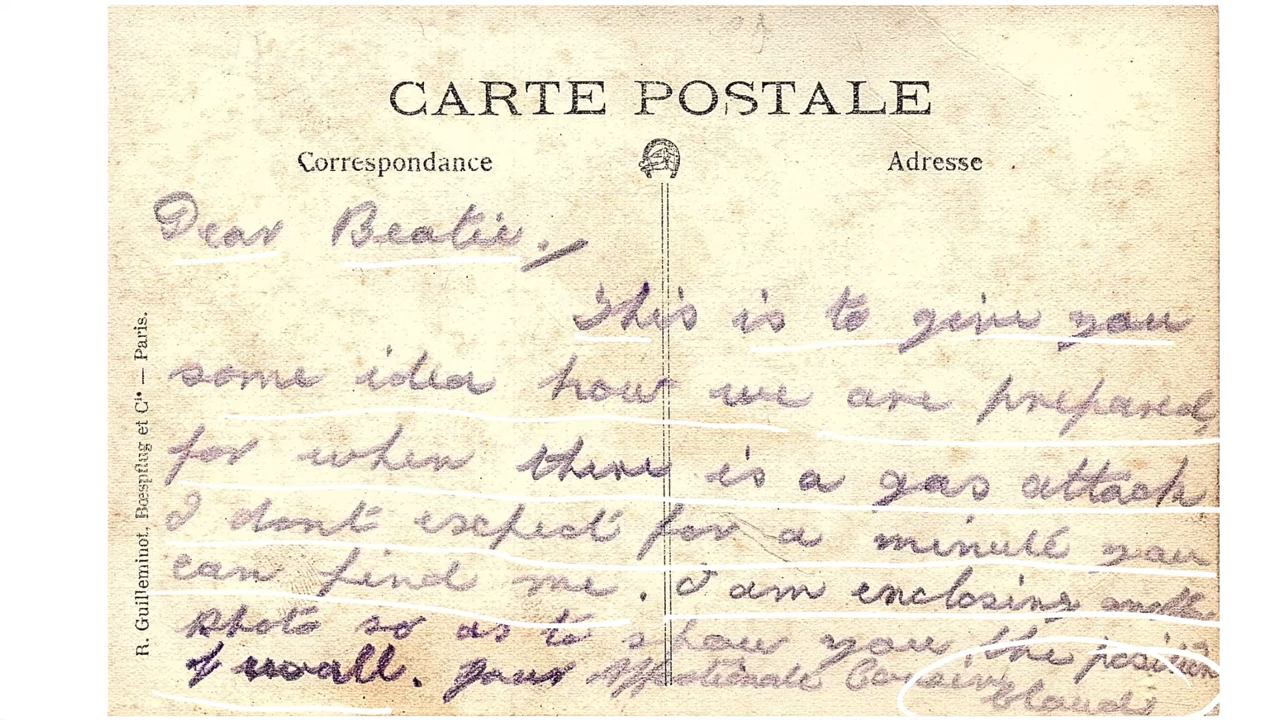 CARTE POSTALE
Correspondance
Adresse
Dear Beatie.
This is to give you
some idea how we are prepared
for when there is a gas attack
I dont expect for a minute you
can find me. I am enclosing another
photo so as to show you the position
of us all. Your Affectionate Cousin
Claude
R. Guilleminot, Bœspflug et Cie — Paris.